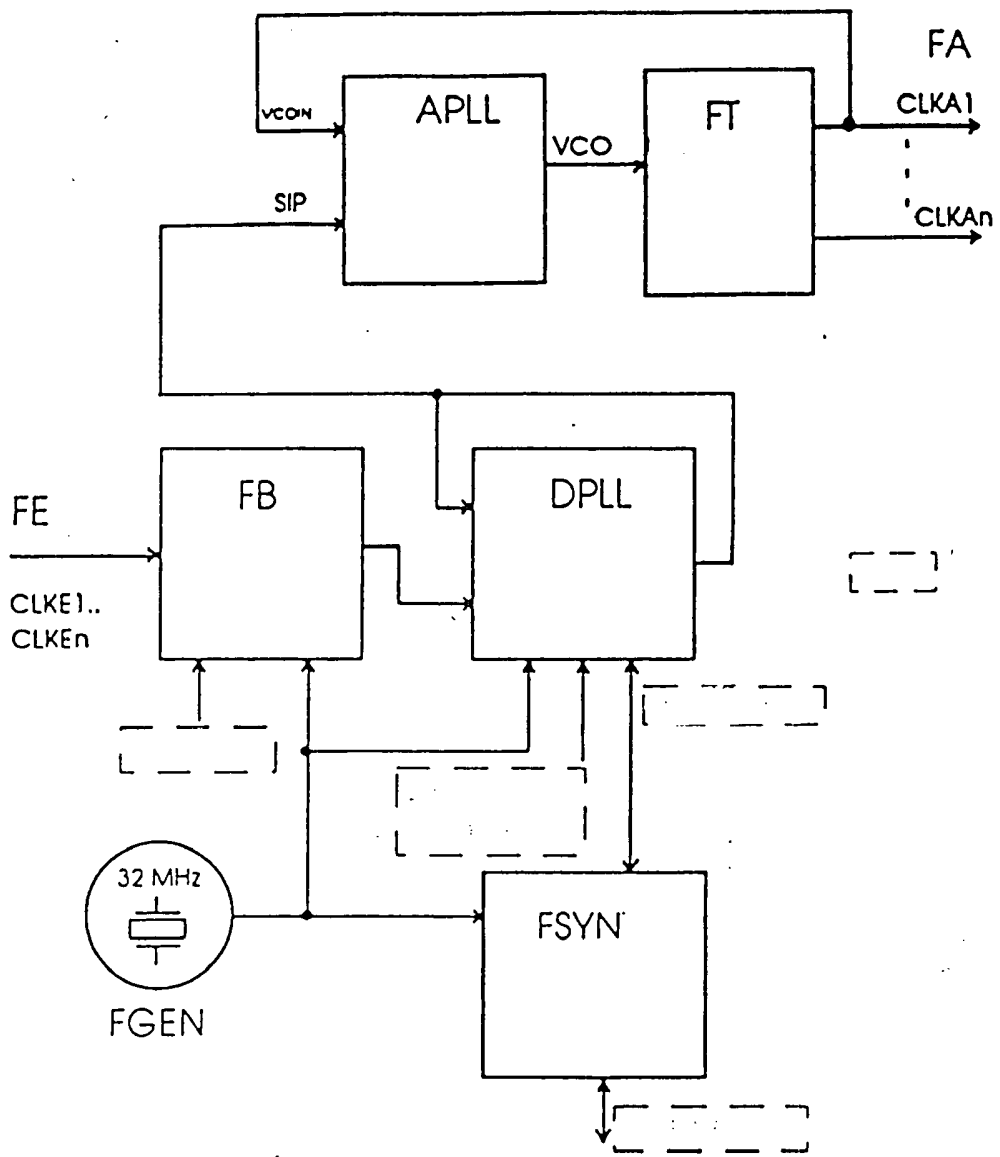 FA
APLL
FT
CLKA1
VCOIN
VCO
SIP
CLKAn
FB
DPLL
FE
CLKE1..
CLKEn
32 MHz
FSYN
FGEN